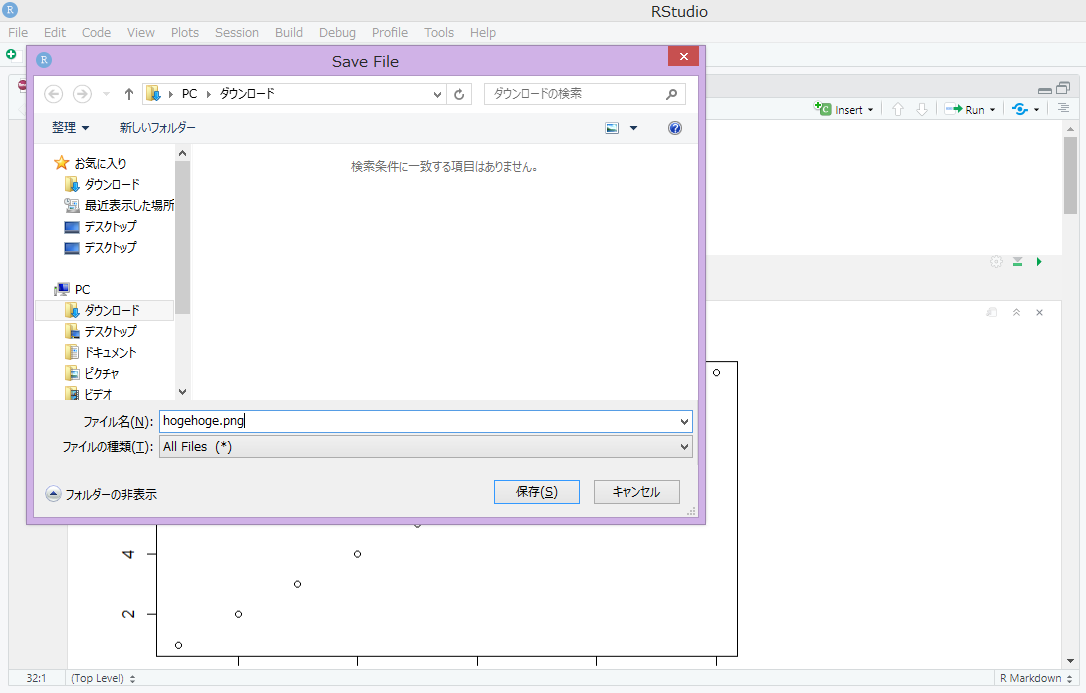 RStudio
File Edit Code View Plots Session Build Debug Profile Tools Help
R Save File
PC ダウンロード ダウンロードの検索
整理 新しいフォルダー
Insert Run
お気に入り
ダウンロード
最近表示した場所
デスクトップ
デスクトップ
PC
ダウンロード
デスクトップ
ドキュメント
ピクチャ
ビデオ
検索条件に一致する項目はありません。
ファイル名(N): hogehoge.png
ファイルの種類(T): All Files (*)
フォルダーの非表示 保存(S) キャンセル
4
2
32:1 (Top Level) R Markdown